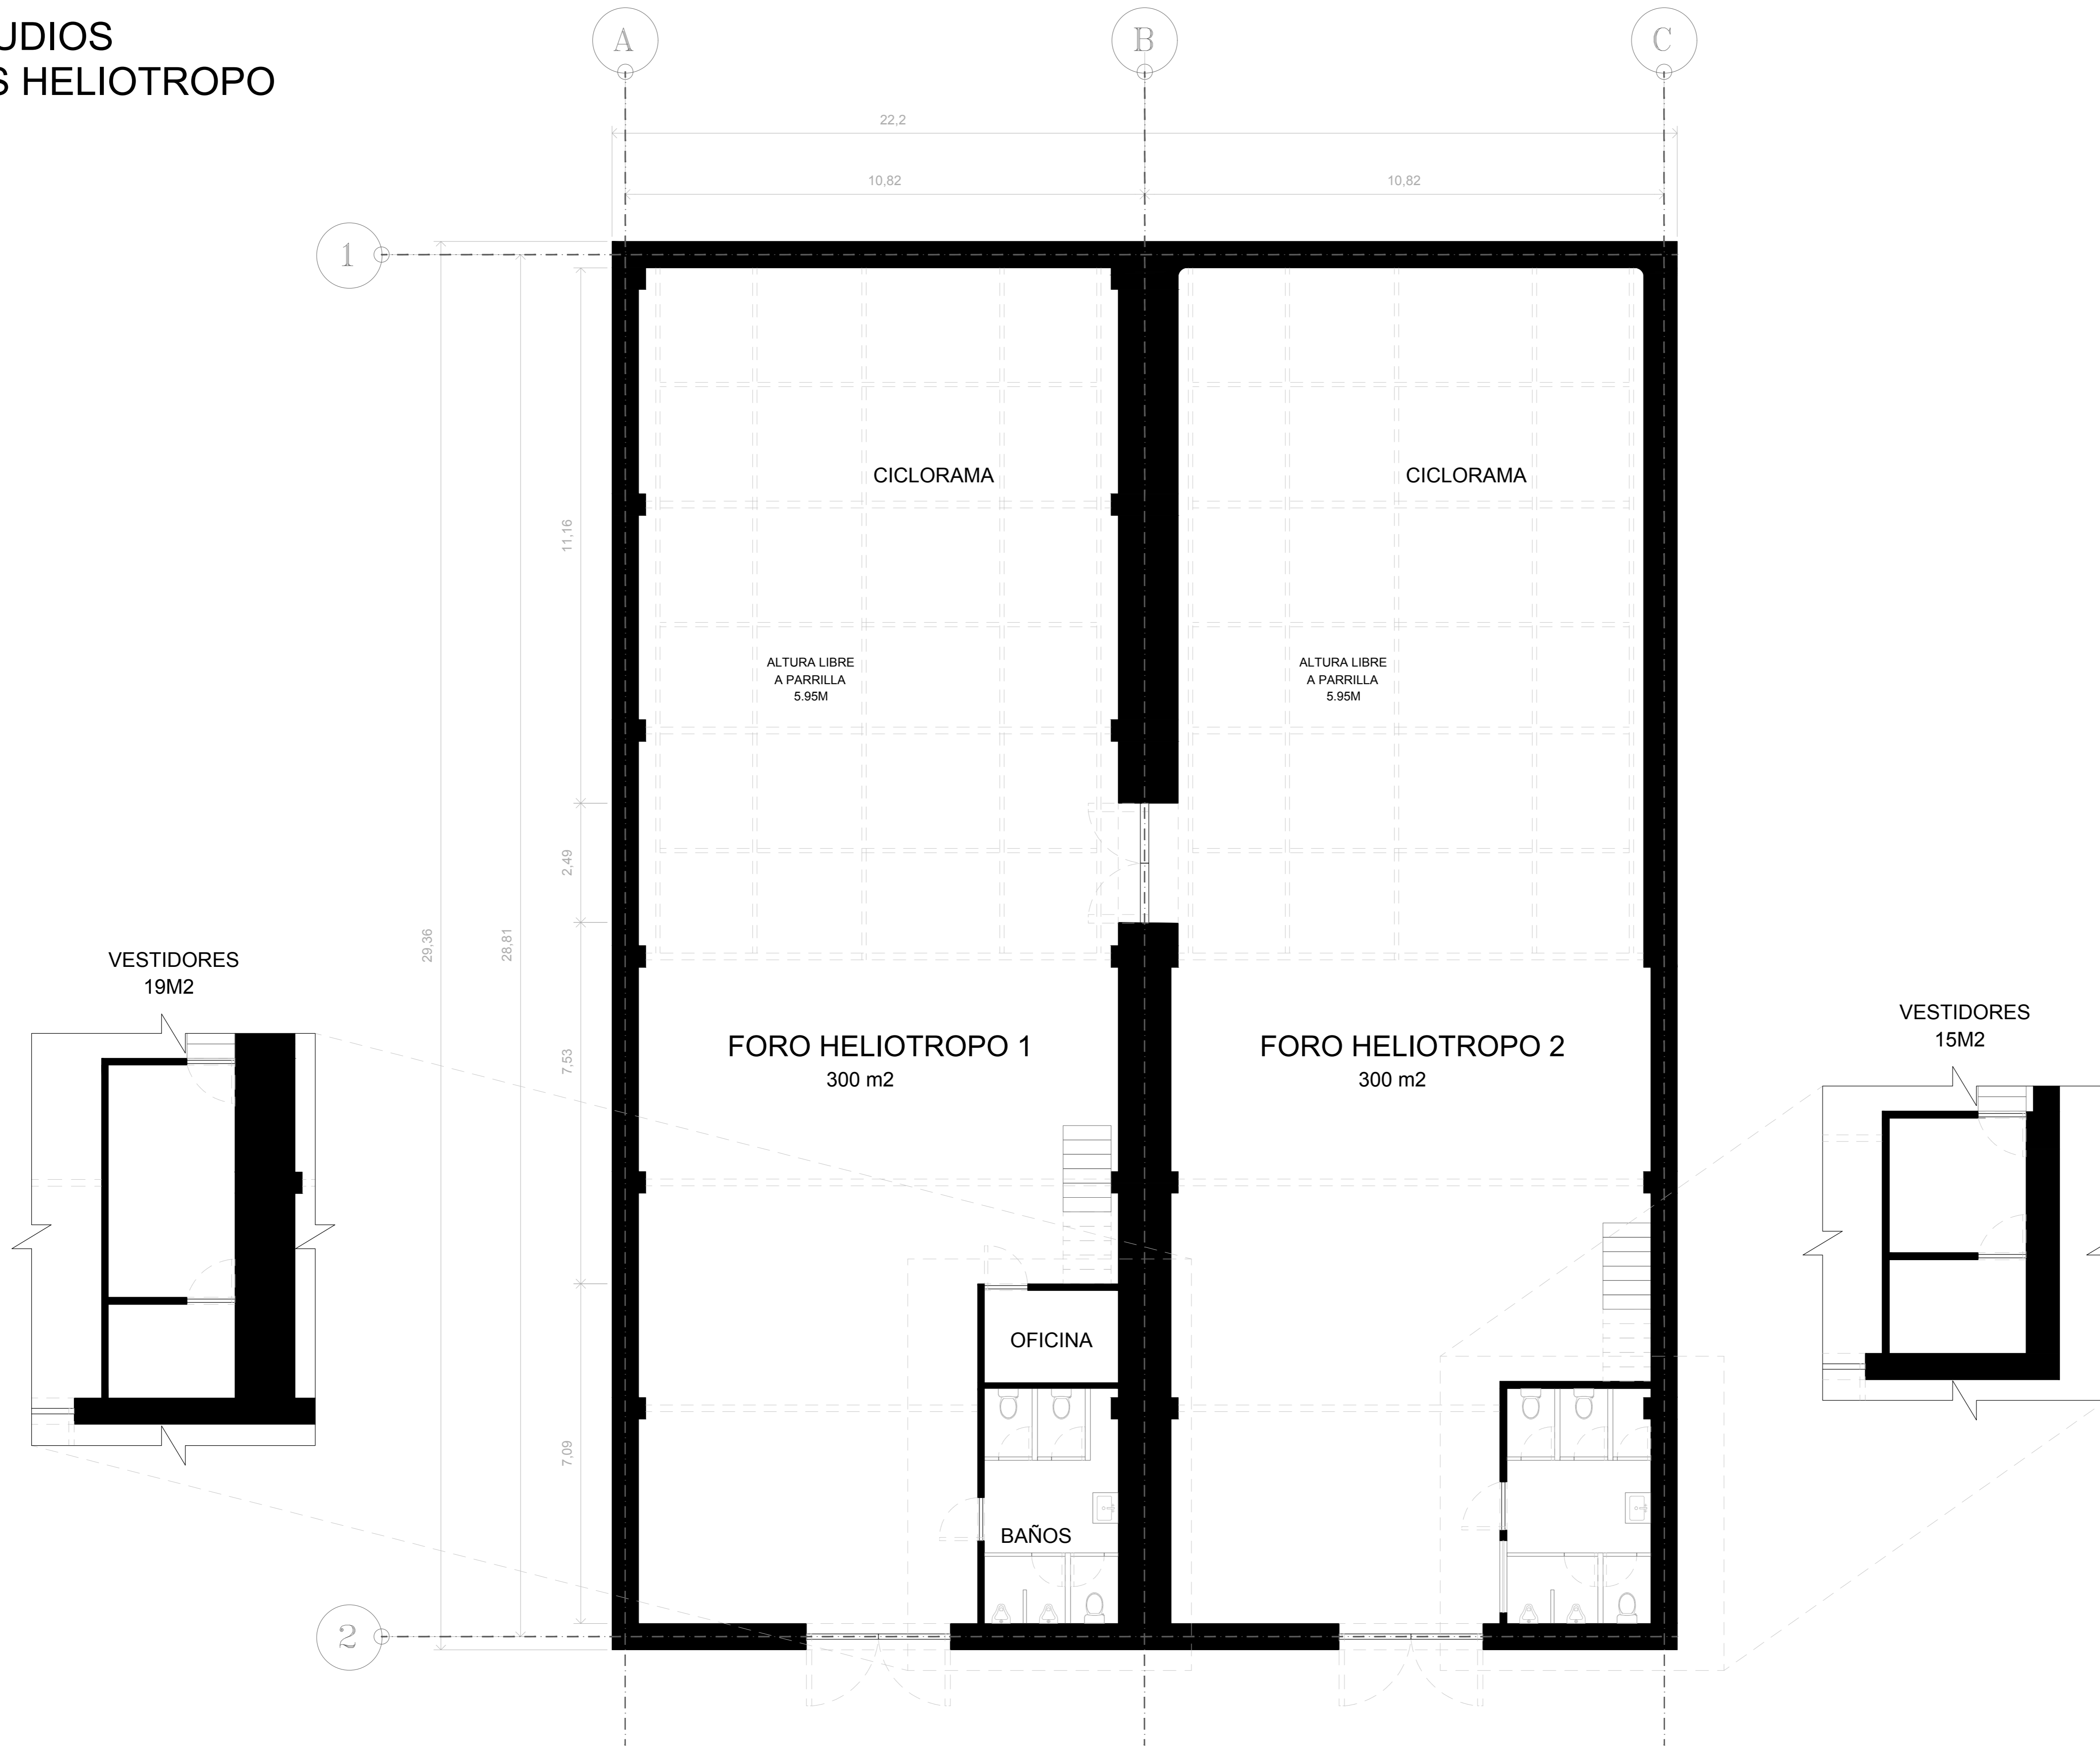 UDIOS
S HELIOTROPO
A
B
C
22,2
10,82
10,82
1
CICLORAMA
CICLORAMA
11,16
ALTURA LIBRE
A PARRILLA
5.95M
ALTURA LIBRE
A PARRILLA
5.95M
2,49
29,36
28,81
VESTIDORES
19M2
VESTIDORES
15M2
FORO HELIOTROPO 1
300 m2
FORO HELIOTROPO 2
300 m2
7,53
OFICINA
7,09
BAÑOS
2